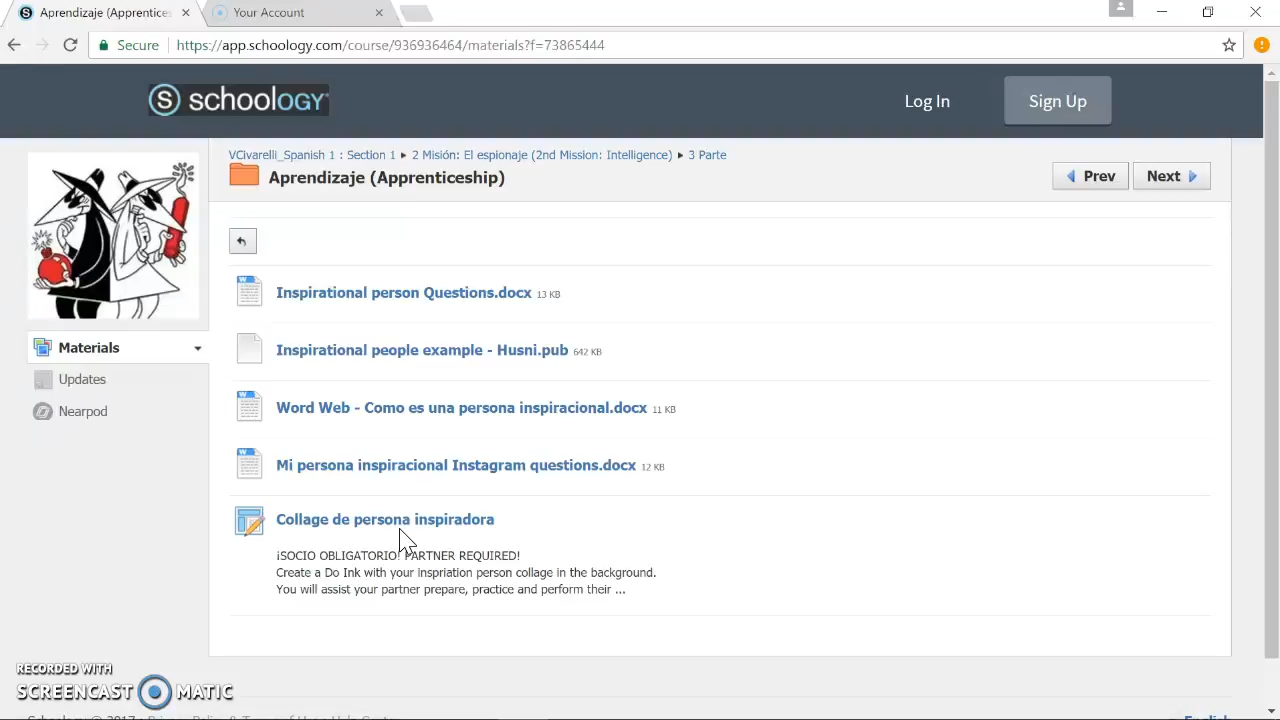 Aprendizaje (Apprentices
Your Account
Secure
https://app.schoology.com/course/936936464/materials?f=73865444
S schoology
Log In
Sign Up
VCivarelli_Spanish 1 : Section 1 ▸ 2 Misión: El espionaje (2nd Mission: Intelligence) ▸ 3 Parte
Aprendizaje (Apprenticeship)
Prev
Next
Inspirational person Questions.docx 13 KB
Inspirational people example - Husni.pub 642 KB
Materials
Updates
Nearpod
Word Web - Como es una persona inspiracional.docx 11 KB
Mi persona inspiracional Instagram questions.docx 12 KB
Collage de persona inspiradora
¡SOCIO OBLIGATORIO! PARTNER REQUIRED!
Create a Do Ink with your inspriation person collage in the background.
You will assist your partner prepare, practice and perform their ...
RECORDED WITH
SCREENCAST MATIC
Schoology © 2017
English